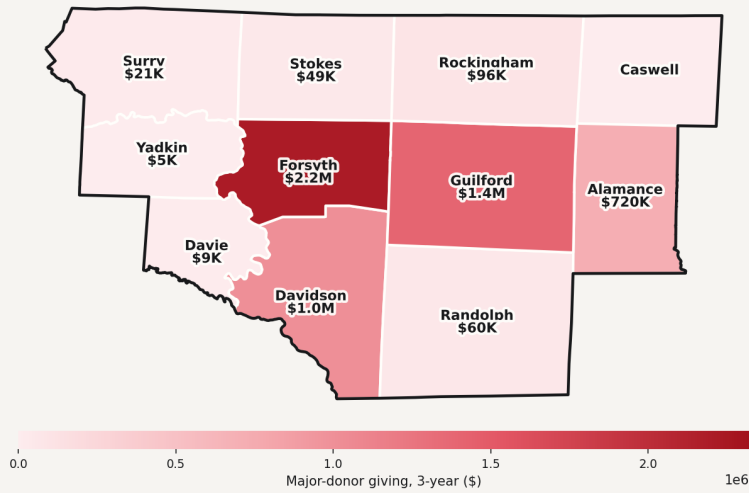 Surry
$21K
Stokes
$49K
Rockingham
$96K
Caswell
Yadkin
$5K
Forsyth
$2.2M
Guilford
$1.4M
Alamance
$720K
Davie
$9K
Davidson
$1.0M
Randolph
$60K
0.0
0.5
1.0
1.5
2.0
1e6
Major-donor giving, 3-year ($)